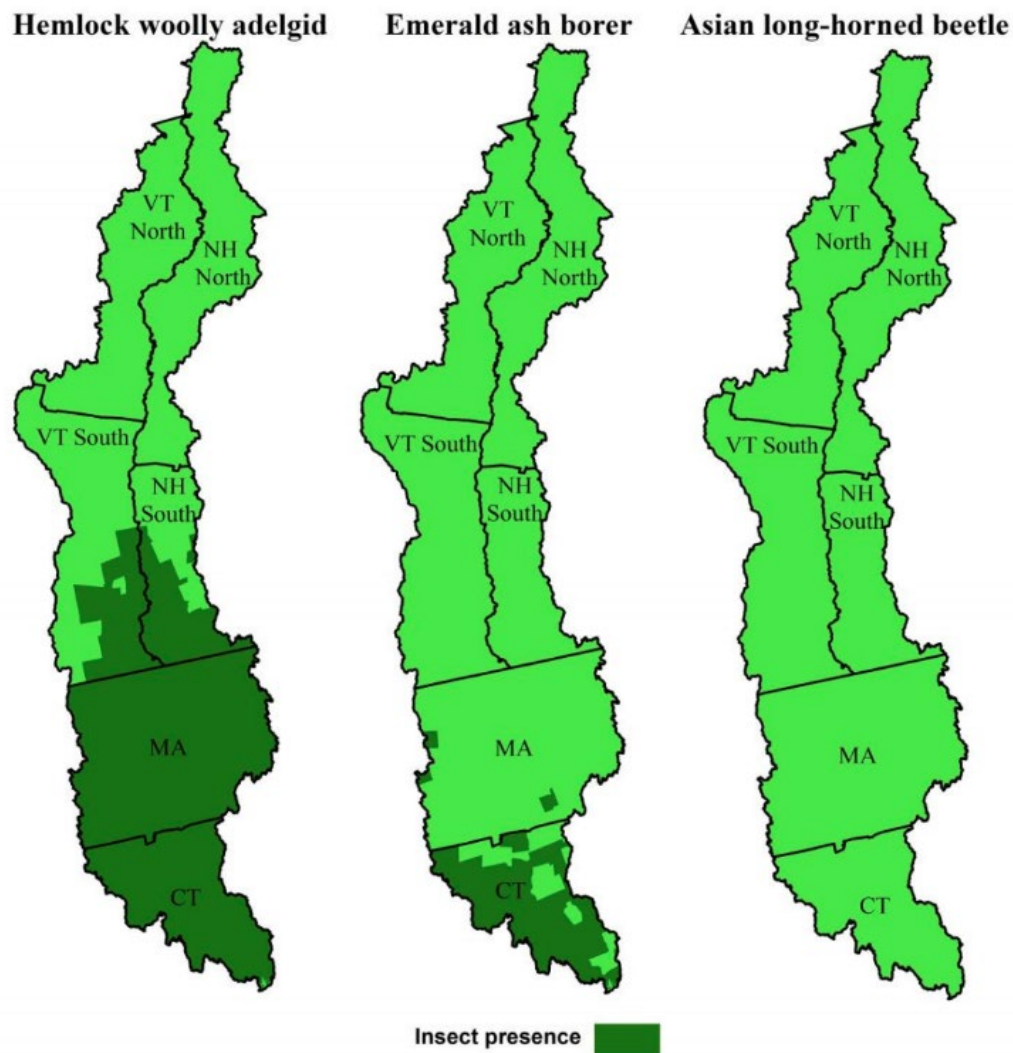 Hemlock woolly adelgid
Emerald ash borer
Asian long-horned beetle
VT
North
NH
North
VT South
NH
South
MA
CT
VT
North
NH
North
VT South
NH
South
MA
CT
VT
North
NH
North
VT South
NH
South
MA
CT
Insect presence